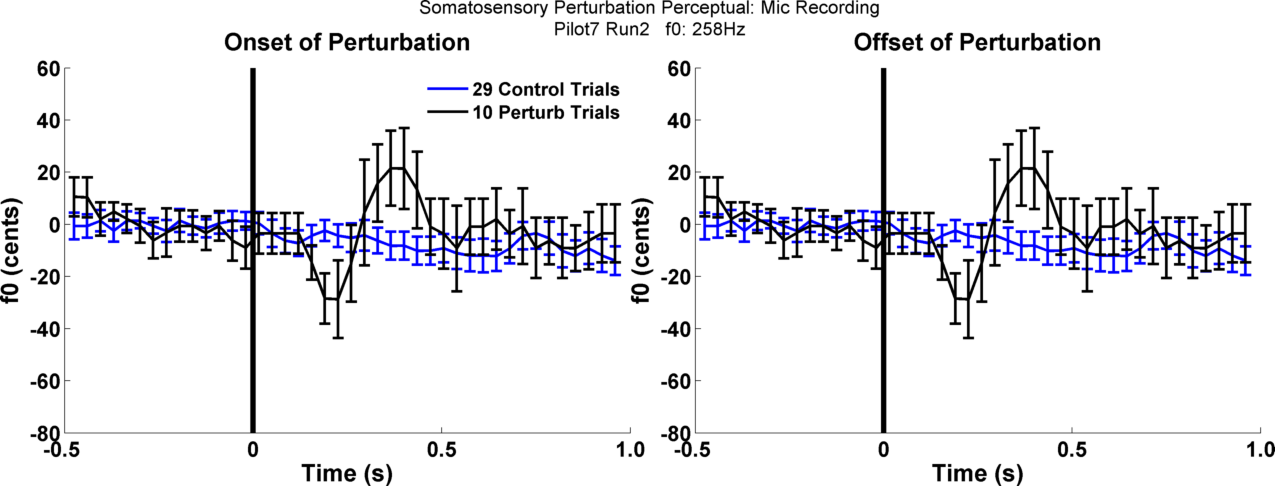 Somatosensory Perturbation Perceptual: Mic Recording
Pilot7 Run2   f0: 258Hz
Onset of Perturbation
60
40
20
0
-20
-40
-60
-80
f0 (cents)
29 Control Trials
10 Perturb Trials
-0.5
0
0.5
1.0
Time (s)
Offset of Perturbation
60
40
20
0
-20
-40
-60
-80
f0 (cents)
-0.5
0
0.5
1.0
Time (s)